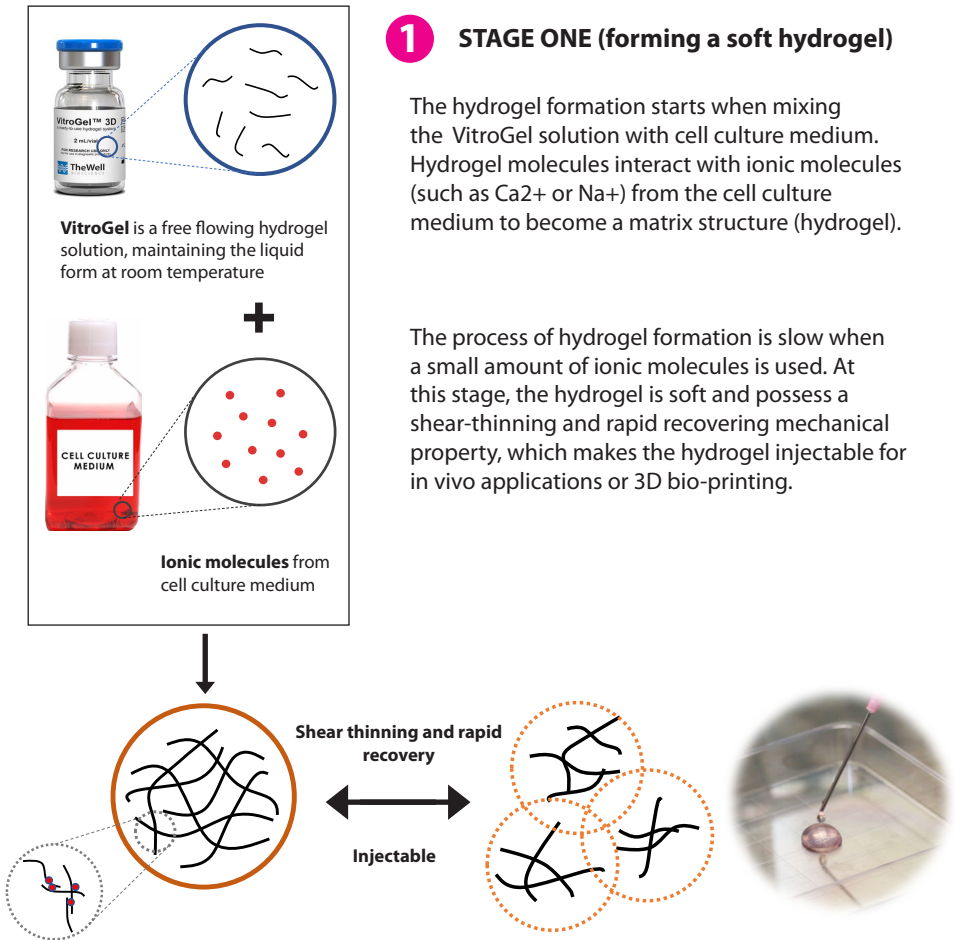 1 STAGE ONE (forming a soft hydrogel)
The hydrogel formation starts when mixing
the VitroGel solution with cell culture medium.
Hydrogel molecules interact with ionic molecules
(such as Ca2+ or Na+) from the cell culture
medium to become a matrix structure (hydrogel).
The process of hydrogel formation is slow when
a small amount of ionic molecules is used. At
this stage, the hydrogel is soft and possess a
shear-thinning and rapid recovering mechanical
property, which makes the hydrogel injectable for
in vivo applications or 3D bio-printing.
VitroGel™ 3D
2 mL/vial
FOR RESEARCH USE ONLY
TheWell
BIOSCIENCE
VitroGel is a free flowing hydrogel
solution, maintaining the liquid
form at room temperature
+
CELL CULTURE
MEDIUM
Ionic molecules from
cell culture medium
Shear thinning and rapid
recovery
Injectable